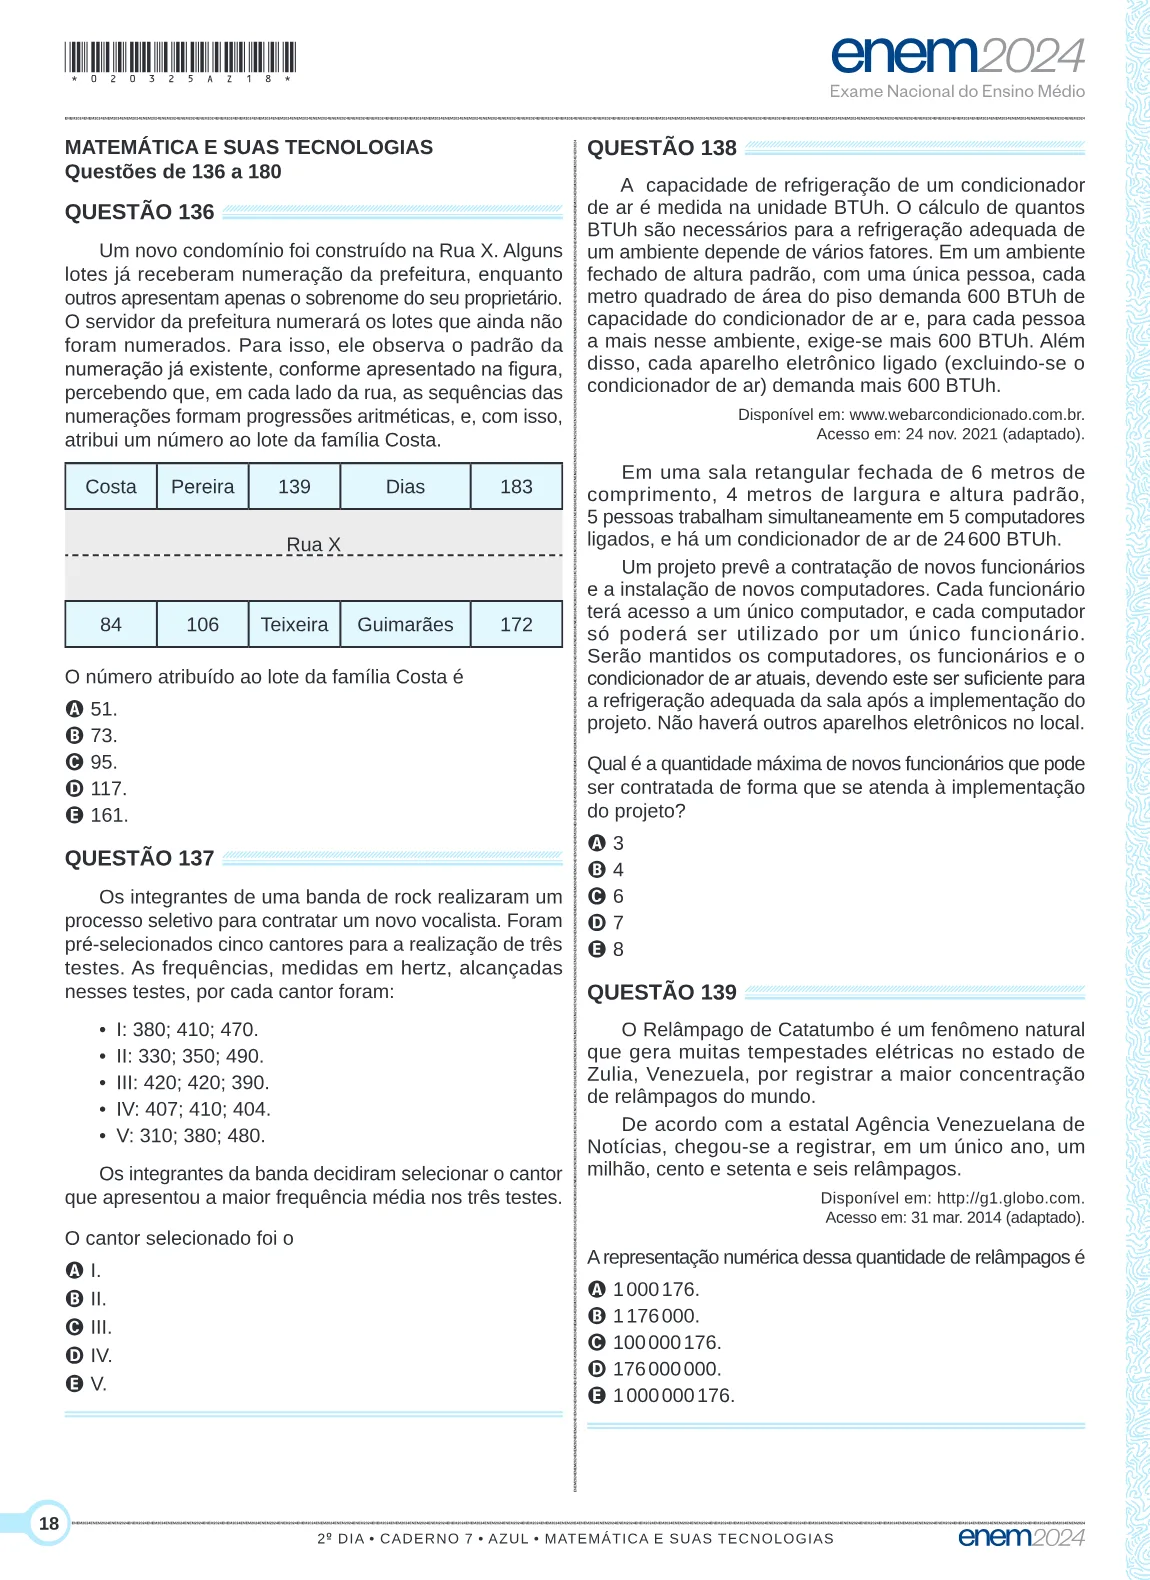 *020325AZ18*
enem2024
Exame Nacional do Ensino Médio
MATEMÁTICA E SUAS TECNOLOGIAS
Questões de 136 a 180
QUESTÃO 136
Um novo condomínio foi construído na Rua X. Alguns
lotes já receberam numeração da prefeitura, enquanto
outros apresentam apenas o sobrenome do seu proprietário.
O servidor da prefeitura numerará os lotes que ainda não
foram numerados. Para isso, ele observa o padrão da
numeração já existente, conforme apresentado na figura,
percebendo que, em cada lado da rua, as sequências das
numerações formam progressões aritméticas, e, com isso,
atribui um número ao lote da família Costa.
Costa Pereira 139 Dias 183
Rua X
84 106 Teixeira Guimarães 172
O número atribuído ao lote da família Costa é
A 51.
B 73.
C 95.
D 117.
E 161.
QUESTÃO 137
Os integrantes de uma banda de rock realizaram um
processo seletivo para contratar um novo vocalista. Foram
pré-selecionados cinco cantores para a realização de três
testes. As frequências, medidas em hertz, alcançadas
nesses testes, por cada cantor foram:
• I: 380; 410; 470.
• II: 330; 350; 490.
• III: 420; 420; 390.
• IV: 407; 410; 404.
• V: 310; 380; 480.
Os integrantes da banda decidiram selecionar o cantor
que apresentou a maior frequência média nos três testes.
O cantor selecionado foi o
A I.
B II.
C III.
D IV.
E V.
QUESTÃO 138
A capacidade de refrigeração de um condicionador
de ar é medida na unidade BTUh. O cálculo de quantos
BTUh são necessários para a refrigeração adequada de
um ambiente depende de vários fatores. Em um ambiente
fechado de altura padrão, com uma única pessoa, cada
metro quadrado de área do piso demanda 600 BTUh de
capacidade do condicionador de ar e, para cada pessoa
a mais nesse ambiente, exige-se mais 600 BTUh. Além
disso, cada aparelho eletrônico ligado (excluindo-se o
condicionador de ar) demanda mais 600 BTUh.
Disponível em: www.webarcondicionado.com.br.
Acesso em: 24 nov. 2021 (adaptado).
Em uma sala retangular fechada de 6 metros de
comprimento, 4 metros de largura e altura padrão,
5 pessoas trabalham simultaneamente em 5 computadores
ligados, e há um condicionador de ar de 24 600 BTUh.
Um projeto prevê a contratação de novos funcionários
e a instalação de novos computadores. Cada funcionário
terá acesso a um único computador, e cada computador
só poderá ser utilizado por um único funcionário.
Serão mantidos os computadores, os funcionários e o
condicionador de ar atuais, devendo este ser suficiente para
a refrigeração adequada da sala após a implementação do
projeto. Não haverá outros aparelhos eletrônicos no local.
Qual é a quantidade máxima de novos funcionários que pode
ser contratada de forma que se atenda à implementação
do projeto?
A 3
B 4
C 6
D 7
E 8
QUESTÃO 139
O Relâmpago de Catatumbo é um fenômeno natural
que gera muitas tempestades elétricas no estado de
Zulia, Venezuela, por registrar a maior concentração
de relâmpagos do mundo.
De acordo com a estatal Agência Venezuelana de
Notícias, chegou-se a registrar, em um único ano, um
milhão, cento e setenta e seis relâmpagos.
Disponível em: http://g1.globo.com.
Acesso em: 31 mar. 2014 (adaptado).
A representação numérica dessa quantidade de relâmpagos é
A 1 000 176.
B 1 176 000.
C 100 000 176.
D 176 000 000.
E 1 000 000 176.
18
2º DIA • CADERNO 7 • AZUL • MATEMÁTICA E SUAS TECNOLOGIAS
enem2024